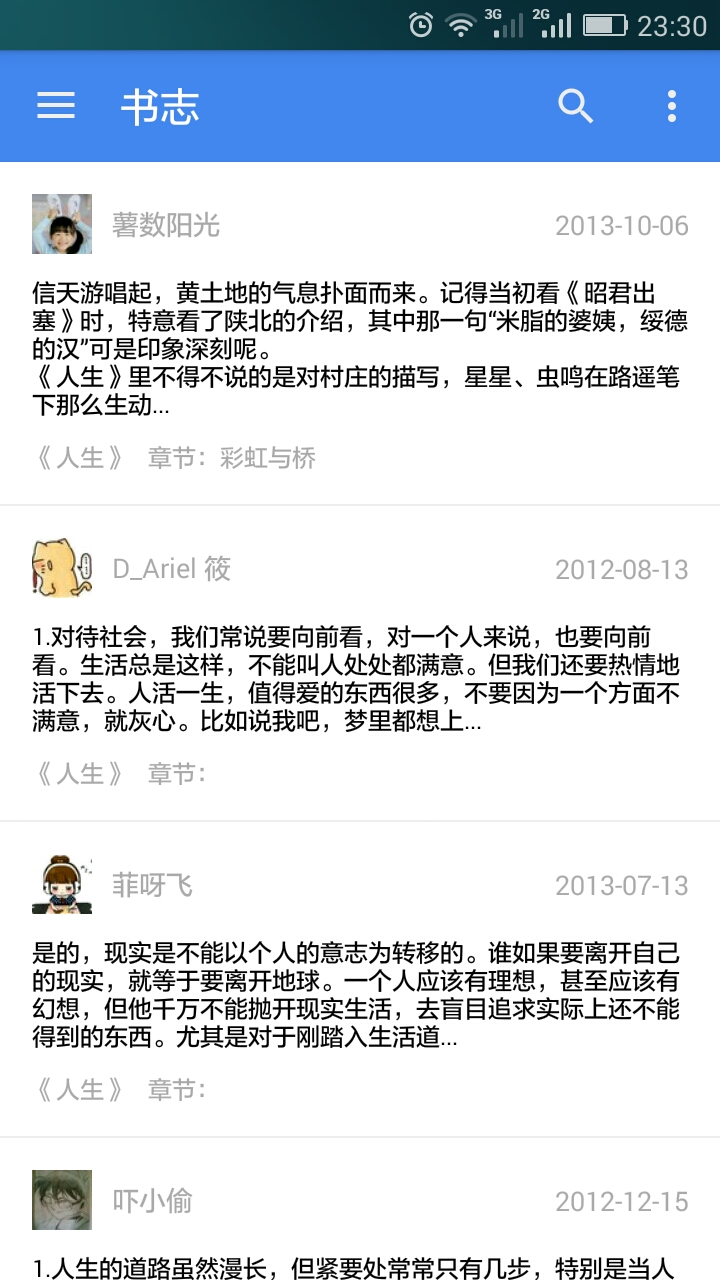 3G 2G 23:30
书志
薯数阳光 2013-10-06
信天游唱起，黄土地的气息扑面而来。记得当初看《昭君出
塞》时，特意看了陕北的介绍，其中那一句“米脂的婆姨，绥德
的汉”可是印象深刻呢。
《人生》里不得不说的是对村庄的描写，星星、虫鸣在路遥笔
下那么生动...
《人生》 章节：彩虹与桥
D_Ariel 筱 2012-08-13
1.对待社会，我们常说要向前看，对一个人来说，也要向前
看。生活总是这样，不能叫人处处都满意。但我们还要热情地
活下去。人活一生，值得爱的东西很多，不要因为一个方面不
满意，就灰心。比如说我吧，梦里都想上...
《人生》 章节：
菲呀飞 2013-07-13
是的，现实是不能以个人的意志为转移的。谁如果要离开自己
的现实，就等于要离开地球。一个人应该有理想，甚至应该有
幻想，但他千万不能抛开现实生活，去盲目追求实际上还不能
得到的东西。尤其是对于刚踏入生活道...
《人生》 章节：
吓小偷 2012-12-15
1.人生的道路虽然漫长，但紧要处常常只有几步，特别是当人